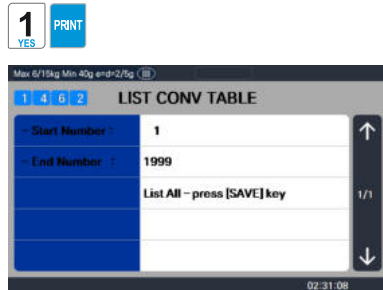 1
YES
PRINT
Max 6/15kg Min 40g e=d=2/5g (III)
1 4 6 2 LIST CONV TABLE
- Start Number : 1
- End Number : 1999
List All - press [SAVE] key
1/1
02:31:08